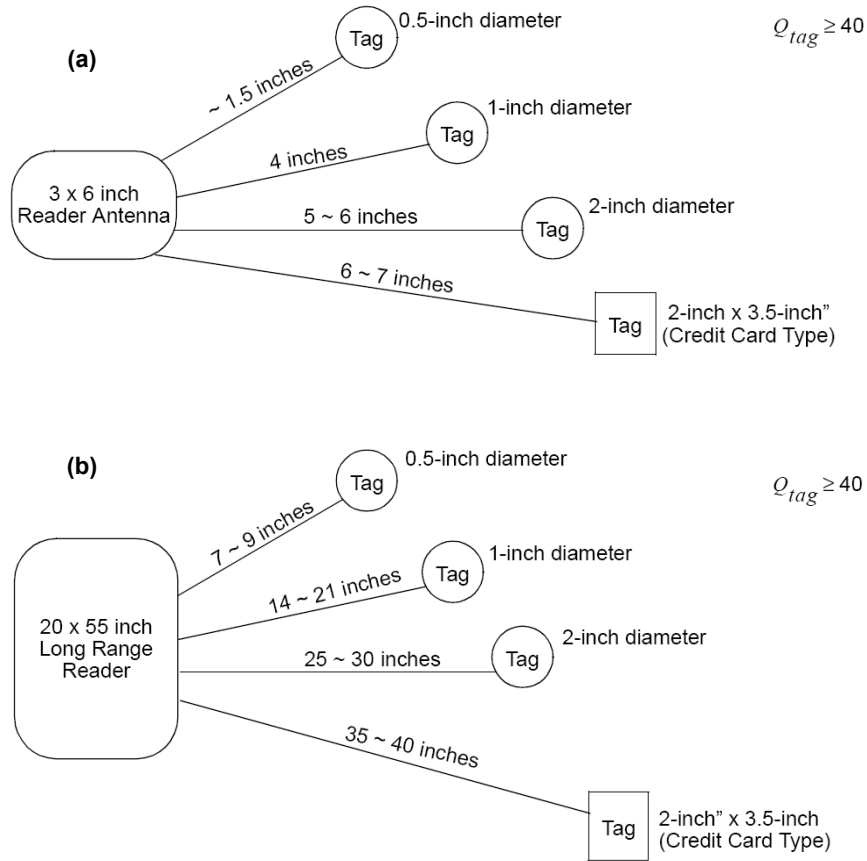 (a)
0.5-inch diameter
Tag
Q_tag ≥ 40
~ 1.5 inches
1-inch diameter
Tag
4 inches
3 x 6 inch
Reader Antenna
2-inch diameter
Tag
5 ~ 6 inches
6 ~ 7 inches
Tag
2-inch x 3.5-inch”
(Credit Card Type)
(b)
0.5-inch diameter
Tag
Q_tag ≥ 40
7 ~ 9 inches
1-inch diameter
Tag
14 ~ 21 inches
20 x 55 inch
Long Range
Reader
2-inch diameter
Tag
25 ~ 30 inches
35 ~ 40 inches
Tag
2-inch” x 3.5-inch
(Credit Card Type)